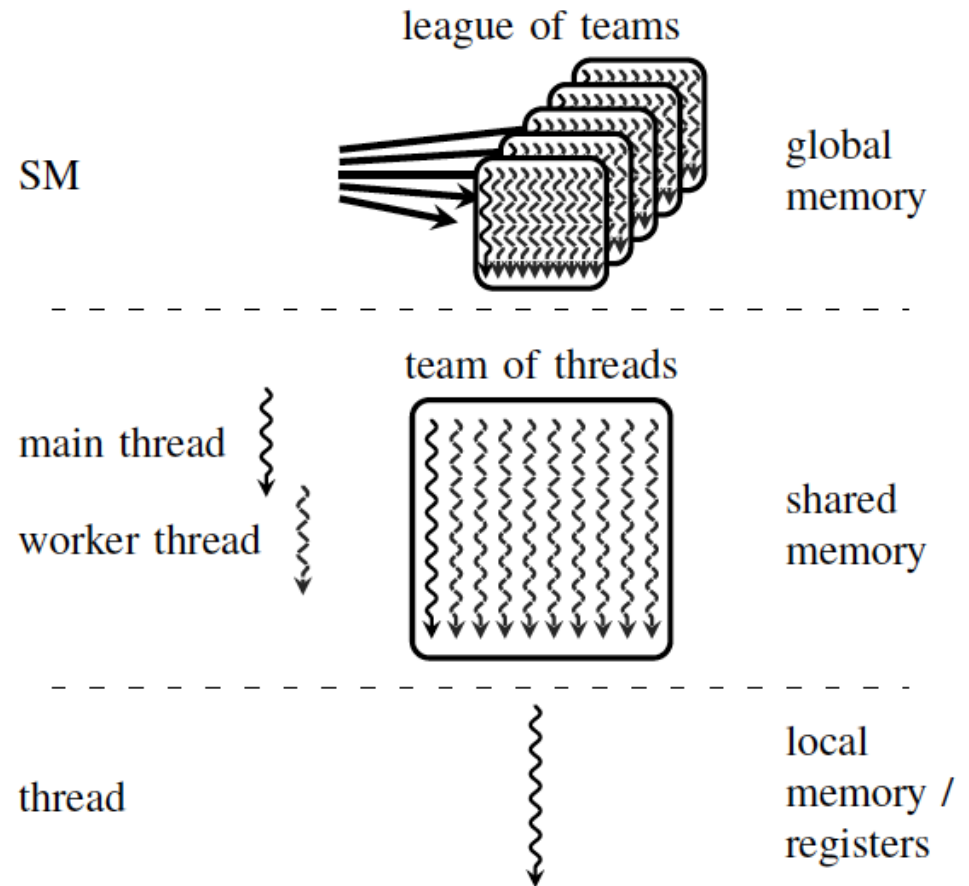 league of teams
SM
global
memory
team of threads
main thread
worker thread
shared
memory
thread
local
memory /
registers